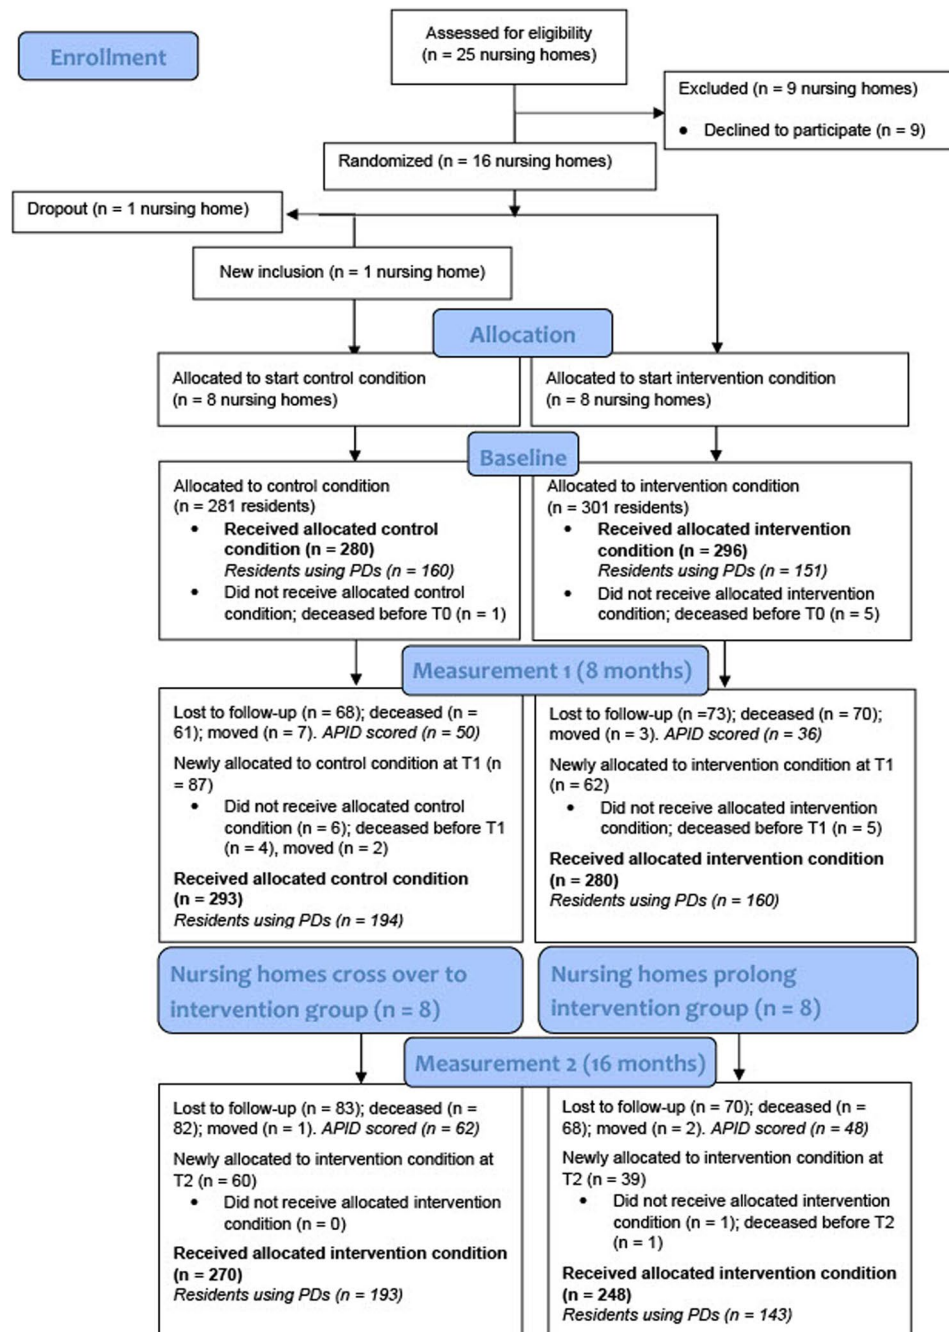 Enrollment
Assessed for eligibility
(n = 25 nursing homes)
Excluded (n = 9 nursing homes)
• Declined to participate (n = 9)
Randomized (n = 16 nursing homes)
Dropout (n = 1 nursing home)
New inclusion (n = 1 nursing home)
Allocation
Allocated to start control condition
(n = 8 nursing homes)
Allocated to start intervention condition
(n = 8 nursing homes)
Baseline
Allocated to control condition
(n = 281 residents)
• Received allocated control
condition (n = 280)
Residents using PDs (n = 160)
• Did not receive allocated control
condition; deceased before T0 (n = 1)
Allocated to intervention condition
(n = 301 residents)
• Received allocated intervention
condition (n = 296)
Residents using PDs (n = 151)
• Did not receive allocated intervention
condition; deceased before T0 (n = 5)
Measurement 1 (8 months)
Lost to follow-up (n = 68); deceased (n =
61); moved (n = 7). APID scored (n = 50)
Newly allocated to control condition at T1 (n
= 87)
• Did not receive allocated control
condition (n = 6); deceased before T1
(n = 4), moved (n = 2)
Received allocated control condition
(n = 293)
Residents using PDs (n = 194)
Lost to follow-up (n =73); deceased (n = 70);
moved (n = 3). APID scored (n = 36)
Newly allocated to intervention condition at T1
(n = 62)
• Did not receive allocated intervention
condition; deceased before T1 (n = 5)
Received allocated intervention condition
(n = 280)
Residents using PDs (n = 160)
Nursing homes cross over to
intervention group (n = 8)
Nursing homes prolong
intervention group (n = 8)
Measurement 2 (16 months)
Lost to follow-up (n = 83); deceased (n =
82); moved (n = 1). APID scored (n = 62)
Newly allocated to intervention condition at
T2 (n = 60)
• Did not receive allocated intervention
condition (n = 0)
Received allocated intervention condition
(n = 270)
Residents using PDs (n = 193)
Lost to follow-up (n = 70); deceased (n =
68); moved (n = 2). APID scored (n = 48)
Newly allocated to intervention condition at
T2 (n = 39)
• Did not receive allocated intervention
condition (n = 1); deceased before T2
(n = 1)
Received allocated intervention condition
(n = 248)
Residents using PDs (n = 143)